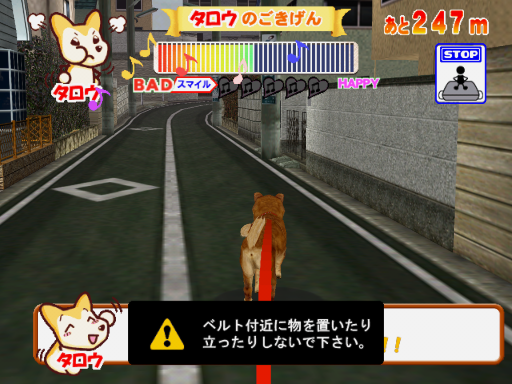 タロウのごきげん
あと247m
STOP
タロウ
BAD
スマイル
HAPPY
タロウ
ベルト付近に物を置いたり
立ったりしないで下さい。
!!